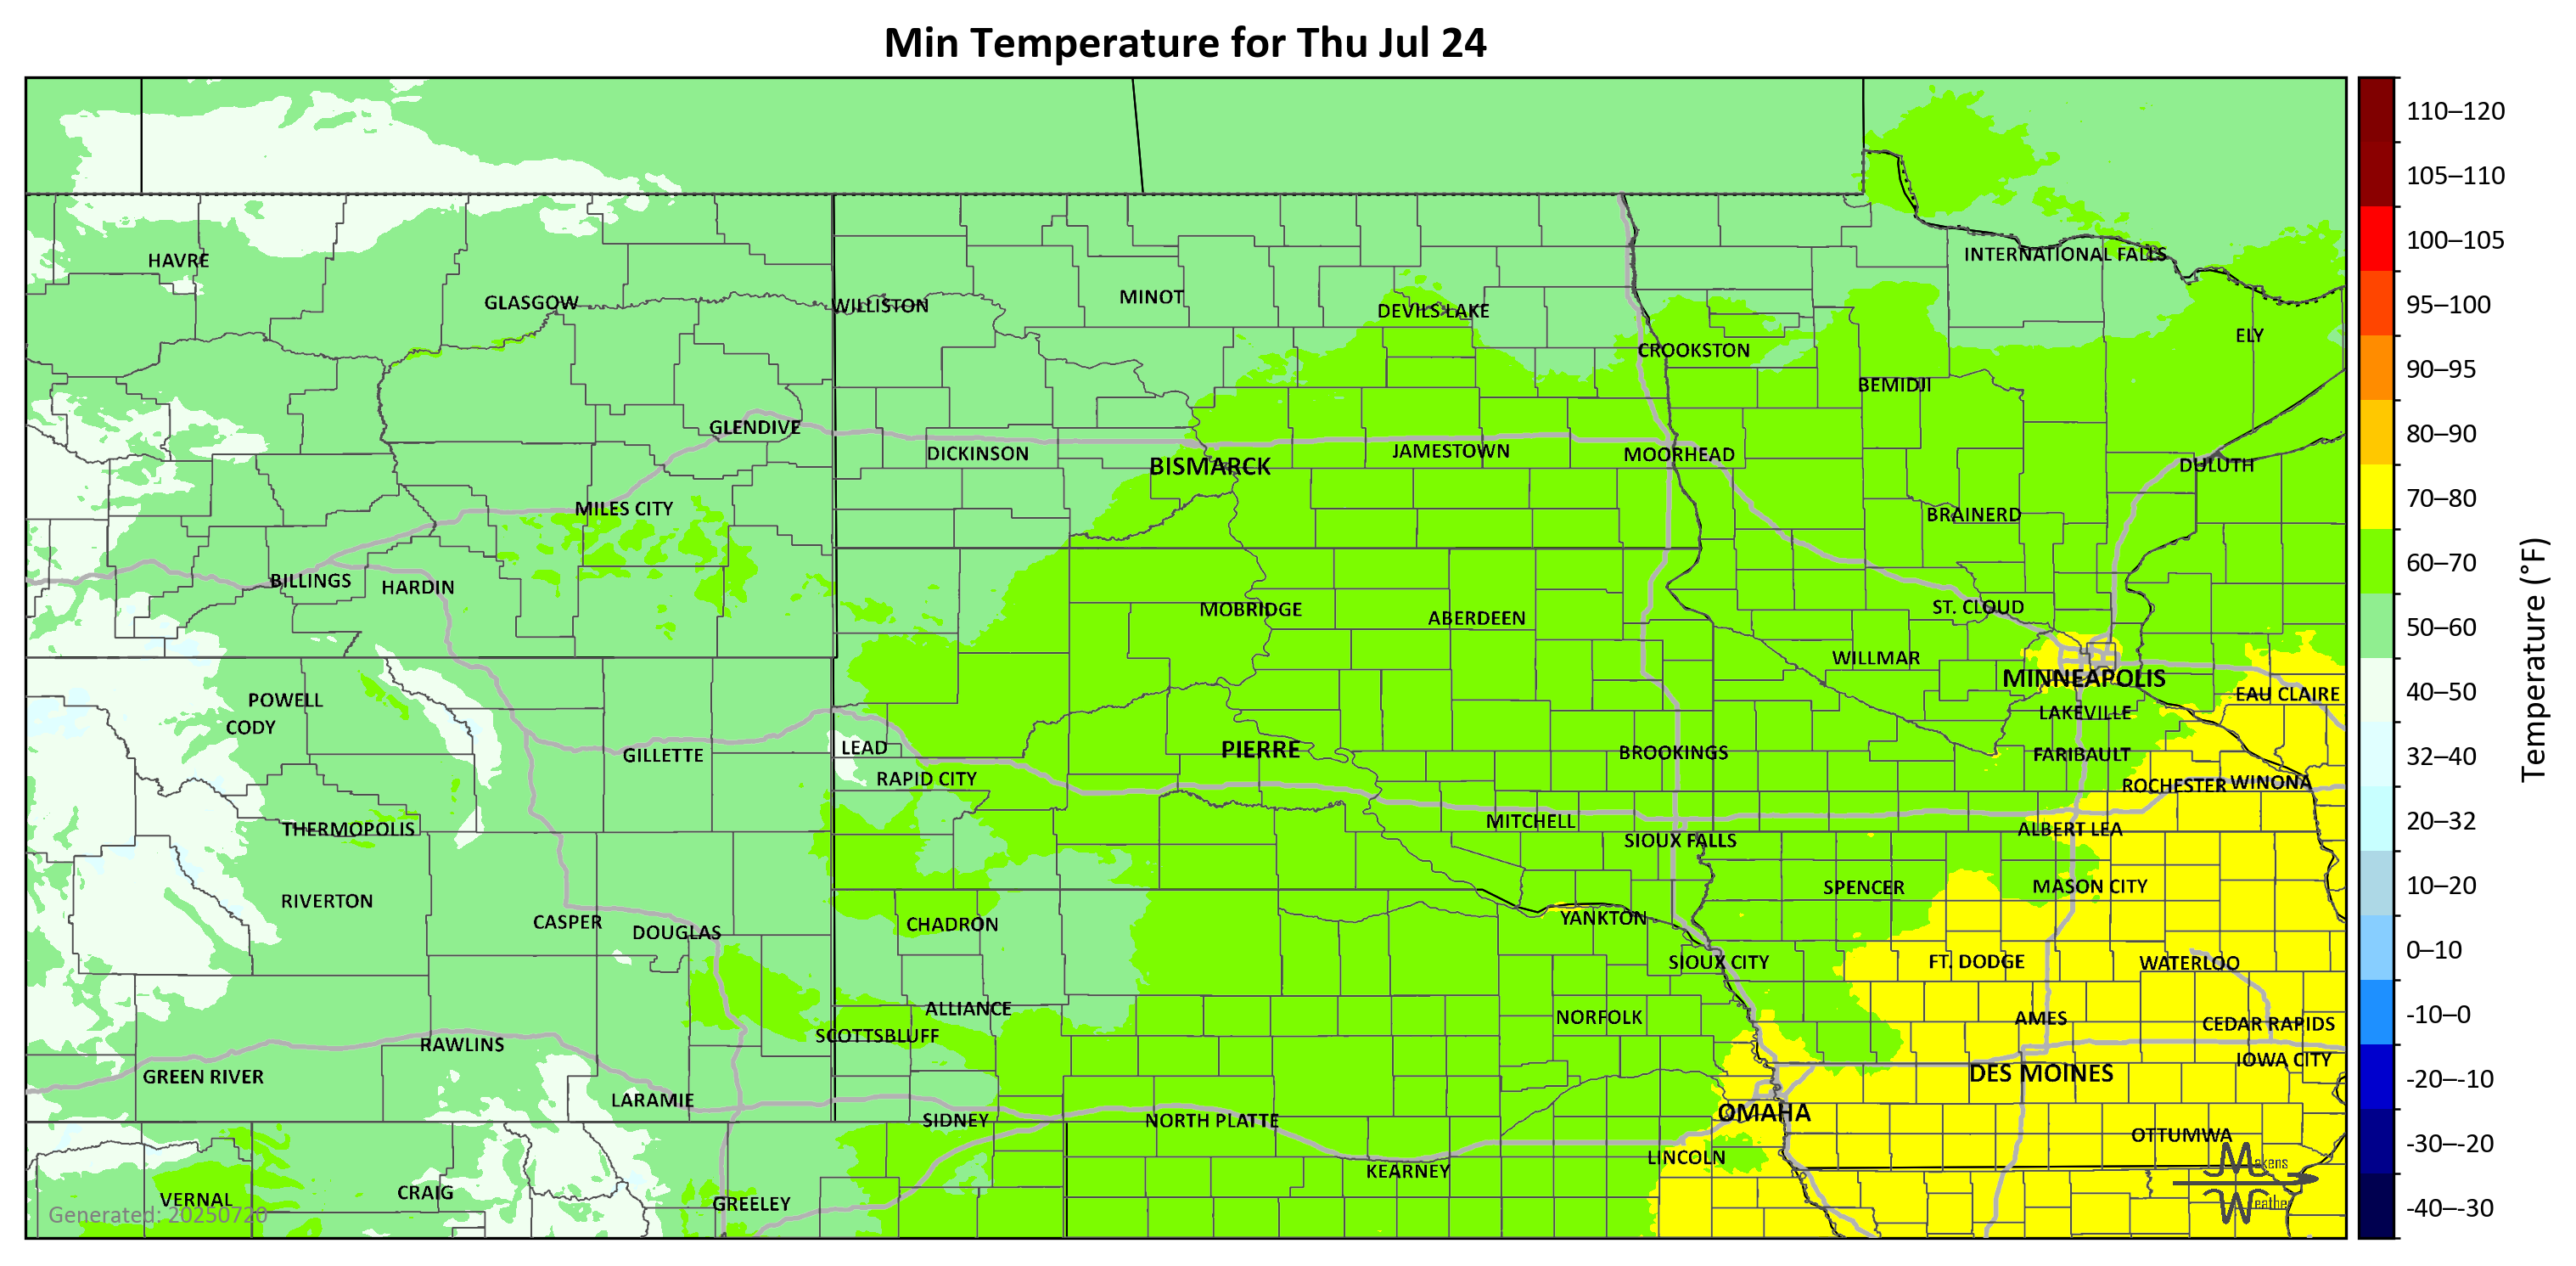 Min Temperature for Thu Jul 24
INTERNATIONAL FALLS
HAVRE
MINOT
GLASGOW
WILLISTON
DEVILS LAKE
ELY
CROOKSTON
BEMIDJI
GLENDIVE
DICKINSON
JAMESTOWN
MOORHEAD
BISMARCK
DULUTH
MILES CITY
BRAINERD
BILLINGS
HARDIN
MOBRIDGE
ABERDEEN
ST. CLOUD
WILLMAR
MINNEAPOLIS
POWELL
EAU CLAIRE
CODY
LAKEVILLE
GILLETTE
LEAD
PIERRE
BROOKINGS
FARIBAULT
RAPID CITY
ROCHESTER
WINONA
THERMOPOLIS
MITCHELL
ALBERT LEA
SIOUX FALLS
SPENCER
MASON CITY
RIVERTON
CASPER
DOUGLAS
CHADRON
YANKTON
SIOUX CITY
FT. DODGE
WATERLOO
ALLIANCE
NORFOLK
AMES
CEDAR RAPIDS
SCOTTSBLUFF
RAWLINS
IOWA CITY
GREEN RIVER
DES MOINES
LARAMIE
SIDNEY
NORTH PLATTE
OMAHA
OTTUMWA
LINCOLN
KEARNEY
VERNAL
CRAIG
GREELEY
Generated: 20250720
Makens
Weather
110–120
105–110
100–105
95–100
90–95
80–90
70–80
60–70
50–60
40–50
32–40
20–32
10–20
0–10
-10–0
-20–-10
-30–-20
-40–-30
Temperature (°F)